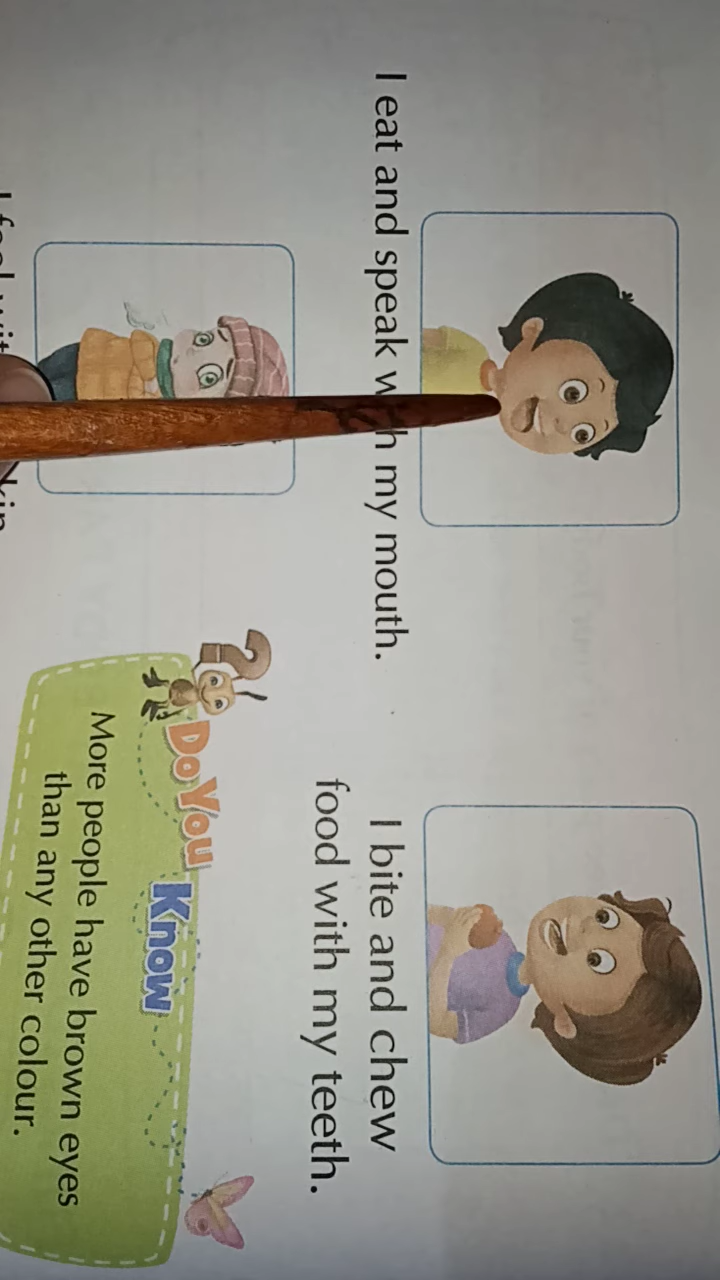 I eat and speak w h my mouth.
I bite and chew
food with my teeth.
Do You Know
More people have brown eyes
than any other colour.